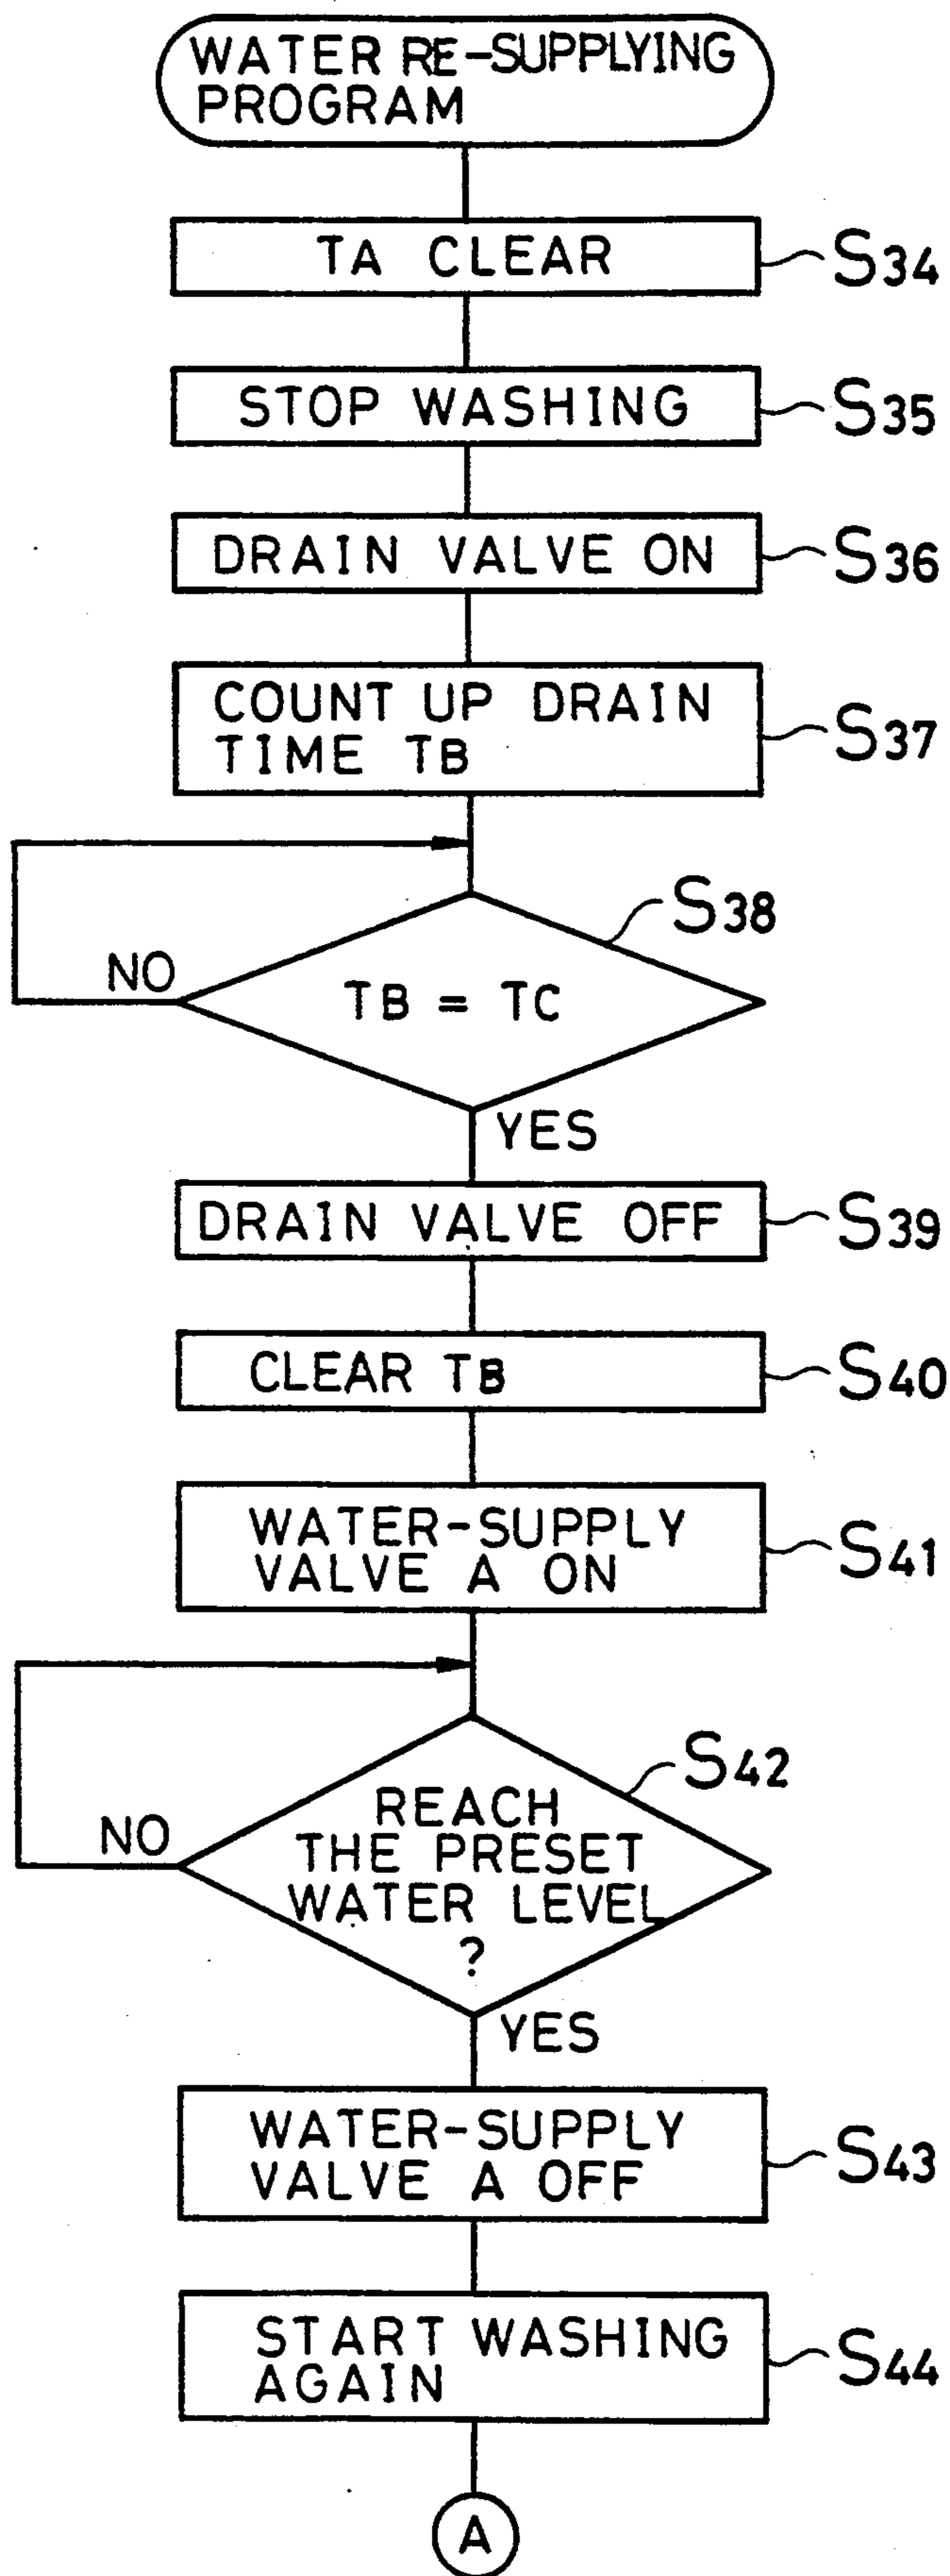 WATER RE-SUPPLYING
PROGRAM
TA CLEAR
S34
STOP WASHING
S35
DRAIN VALVE ON
S36
COUNT UP DRAIN
TIME TB
S37
S38
NO
TB = TC
YES
DRAIN VALVE OFF
S39
CLEAR TB
S40
WATER-SUPPLY
VALVE A ON
S41
S42
REACH
NO
THE PRESET
WATER LEVEL
?
YES
WATER-SUPPLY
VALVE A OFF
S43
START WASHING
AGAIN
S44
A